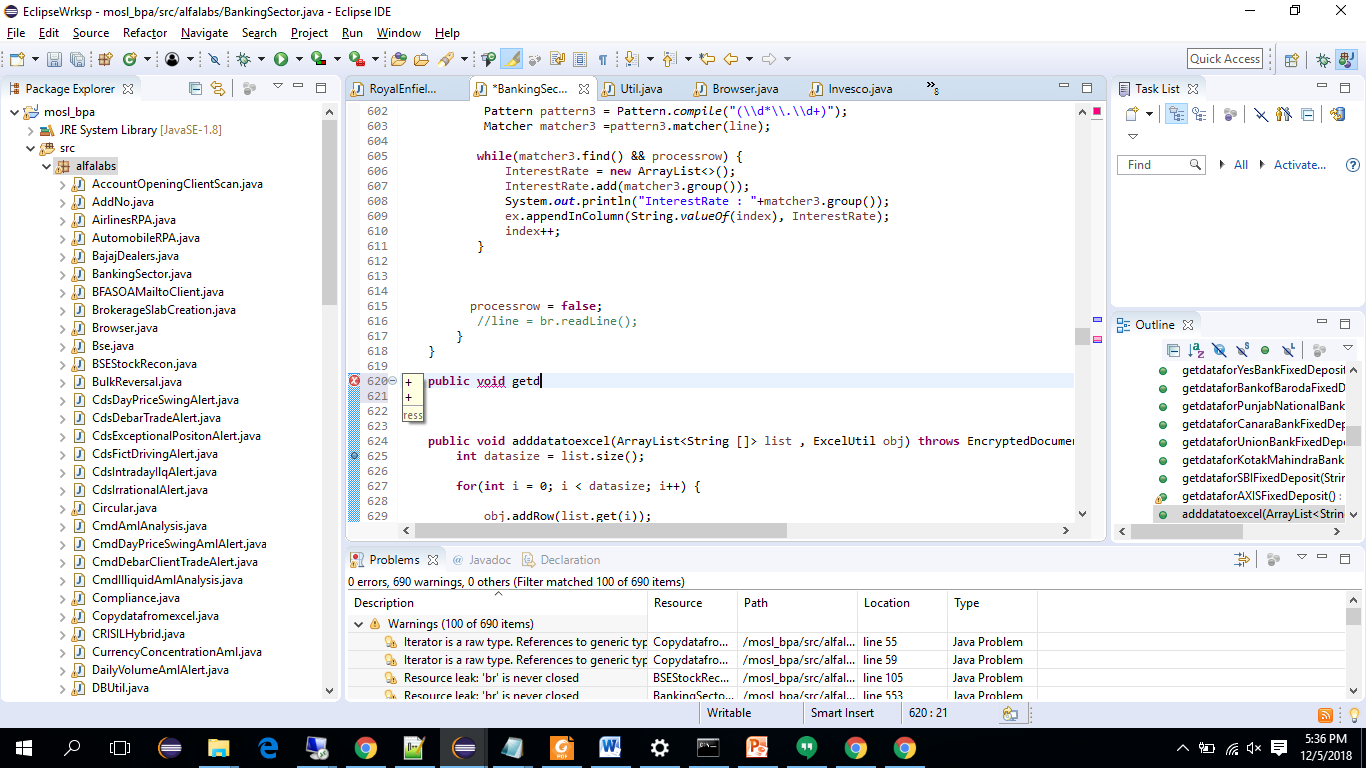 EclipseWrksp - mosl_bpa/src/alfalabs/BankingSector.java - Eclipse IDE
File Edit Source Refactor Navigate Search Project Run Window Help
Quick Access
Package Explorer
mosl_bpa
JRE System Library [JavaSE-1.8]
src
alfalabs
AccountOpeningClientScan.java
AddNo.java
AirlinesRPA.java
AutomobileRPA.java
BajajDealers.java
BankingSector.java
BFASOAMailtoClient.java
BrokerageSlabCreation.java
Browser.java
Bse.java
BSEStockRecon.java
BulkReversal.java
CdsDayPriceSwingAlert.java
CdsDebarTradeAlert.java
CdsExceptionalPositonAlert.java
CdsFictDrivingAlert.java
CdsIntradayIlqAlert.java
CdsIrrationalAlert.java
Circular.java
CmdAmlAnalysis.java
CmdDayPriceSwingAmlAlert.java
CmdDebarClientTradeAlert.java
CmdIlliquidAmlAnalysis.java
Compliance.java
Copydatafromexcel.java
CRISILHybrid.java
CurrencyConcentrationAml.java
DailyVolumeAmlAlert.java
DBUtil.java
RoyalEnfiel... *BankingSec... Util.java Browser.java Invesco.java »8
602 Pattern pattern3 = Pattern.compile("(\\d*\\.\\d+)");
603 Matcher matcher3 =pattern3.matcher(line);
604
605 while(matcher3.find() && processrow) {
606 InterestRate = new ArrayList<>();
607 InterestRate.add(matcher3.group());
608 System.out.println("InterestRate : "+matcher3.group());
609 ex.appendInColumn(String.valueOf(index), InterestRate);
610 index++;
611 }
612
613
614
615 processrow = false;
616 //line = br.readLine();
617 }
618 }
619
620 public void getd
621
622
623
624 public void adddatatoexcel(ArrayList<String []> list , ExcelUtil obj) throws EncryptedDocumen
625 int datasize = list.size();
626
627 for(int i = 0; i < datasize; i++) {
628
629 obj.addRow(list.get(i));
+
+
ress
Task List
Find All Activate...
Outline
getdataforYesBankFixedDeposit
getdataforBankofBarodaFixedD
getdataforPunjabNationalBank
getdataforCanaraBankFixedDep
getdataforUnionBankFixedDep
getdataforKotakMahindraBank
getdataforSBIFixedDeposit(Strin
getdataforAXISFixedDeposit() :
adddatatoexcel(ArrayList<Strin
Problems @ Javadoc Declaration
0 errors, 690 warnings, 0 others (Filter matched 100 of 690 items)
Description Resource Path Location Type
Warnings (100 of 690 items)
Iterator is a raw type. References to generic typ Copydatafro... /mosl_bpa/src/alfal... line 55 Java Problem
Iterator is a raw type. References to generic typ Copydatafro... /mosl_bpa/src/alfal... line 59 Java Problem
Resource leak: 'br' is never closed BSEStockRec... /mosl_bpa/src/alfal... line 105 Java Problem
Resource leak: 'br' is never closed BankingSecto... /mosl_bpa/src/alfal... line 553 Java Problem
Writable Smart Insert 620 : 21
5:36 PM
12/5/2018